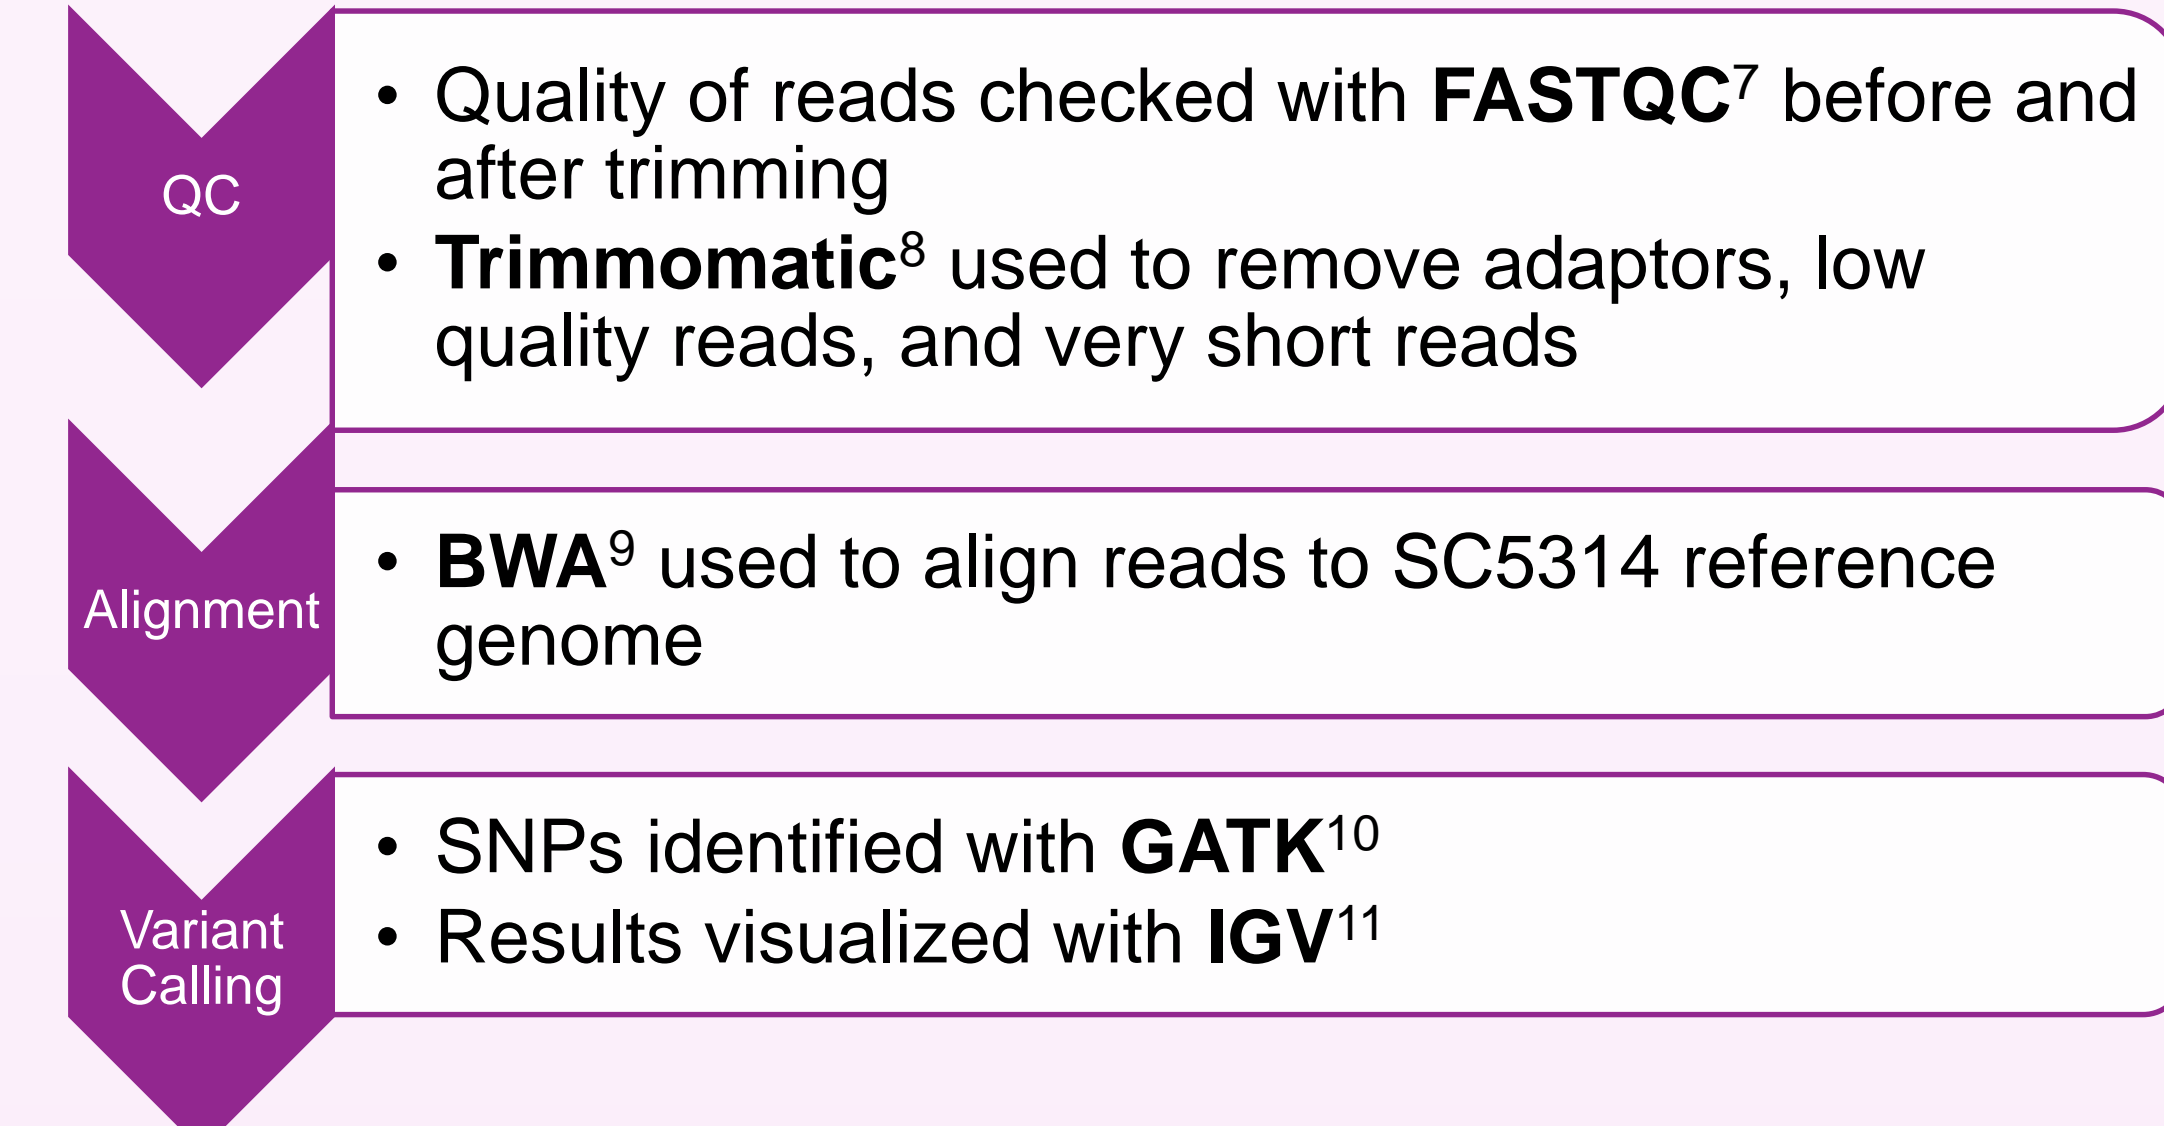 QC
• Quality of reads checked with FASTQC⁷ before and
after trimming
• Trimmomatic⁸ used to remove adaptors, low
quality reads, and very short reads
Alignment
• BWA⁹ used to align reads to SC5314 reference
genome
Variant
Calling
• SNPs identified with GATK¹⁰
• Results visualized with IGV¹¹